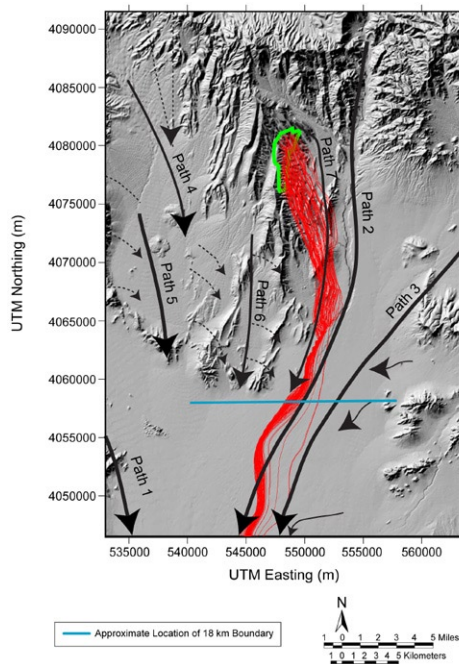 UTM Northing (m)
4090000
4085000
4080000
4075000
4070000
4065000
4060000
4055000
4050000
Path 4
Path 7
Path 2
Path 5
Path 6
Path 3
Path 1
535000 540000 545000 550000 555000 560000
UTM Easting (m)
Approximate Location of 18 km Boundary
N
1 0 1 2 3 4 5 Miles
1 0 1 2 3 4 5 Kilometers